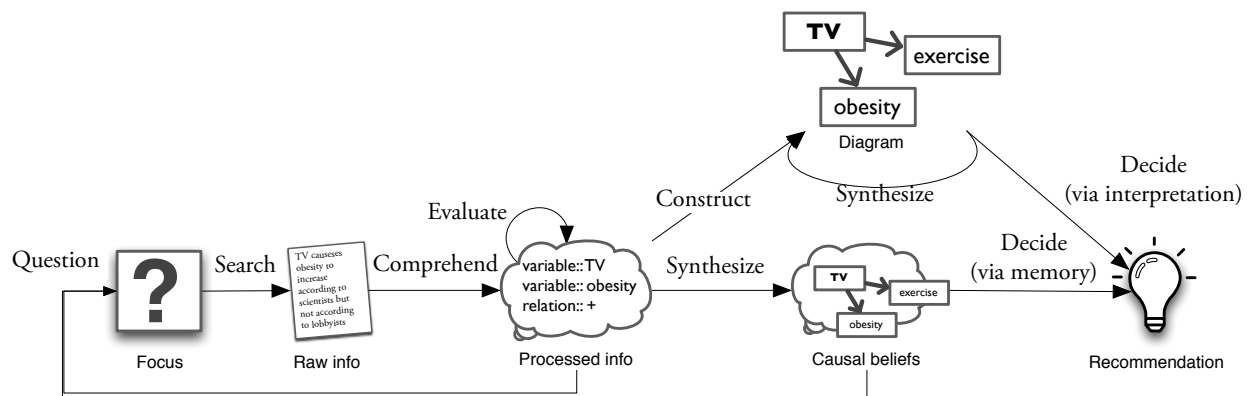 TV
exercise
obesity
Diagram
Decide
(via interpretation)
Construct
Synthesize
Evaluate
Question
Search
TV causeses
obesity to
increase
according to
scientists but
not according
to lobbyists
Comprehend
variable::TV
variable:: obesity
relation:: +
Synthesize
TV
exercise
obesity
Decide
(via memory)
Focus
Raw info
Processed info
Causal beliefs
Recommendation
?